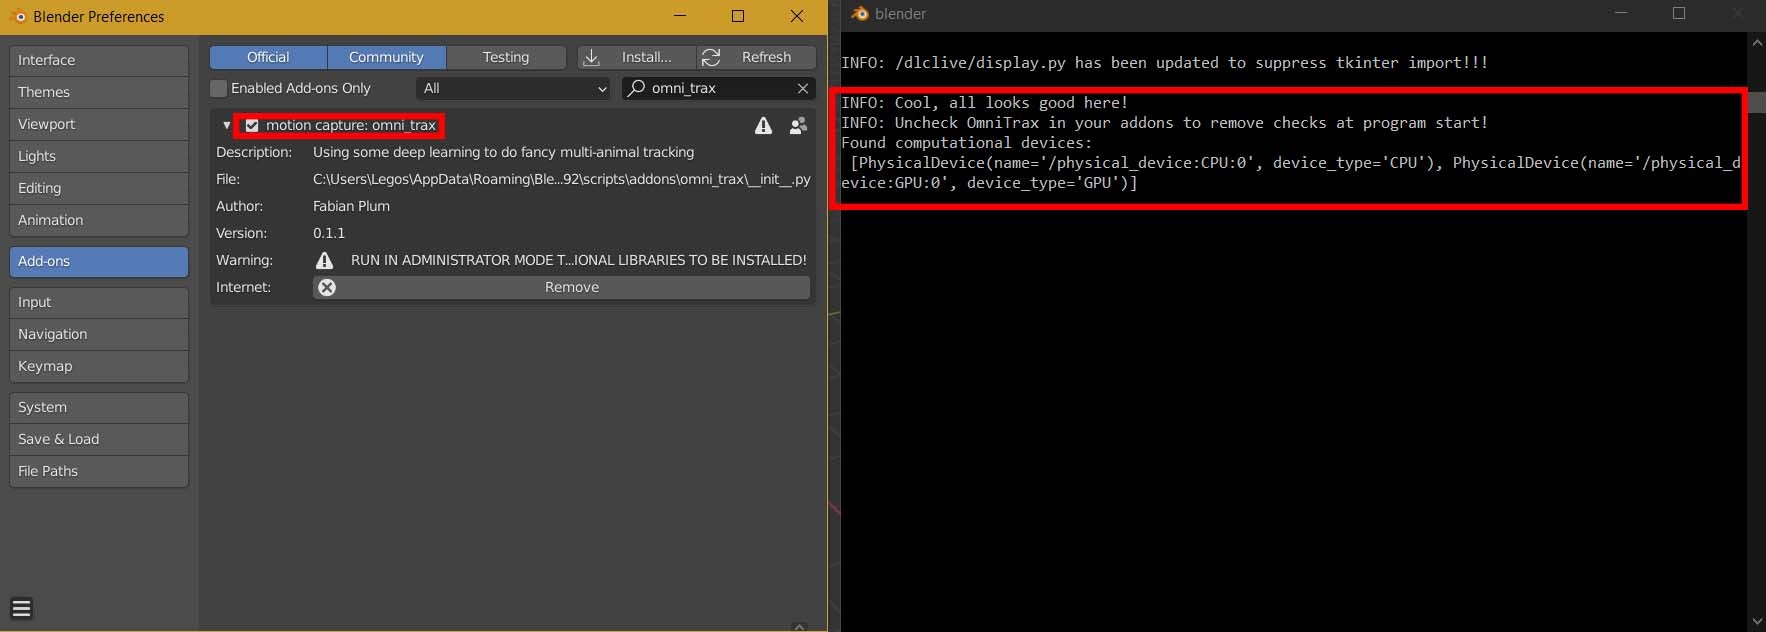 Blender Preferences
Interface
Themes
Viewport
Lights
Editing
Animation
Add-ons
Input
Navigation
Keymap
System
Save & Load
File Paths
Official Community Testing Install... Refresh
Enabled Add-ons Only All omni_trax
motion capture: omni_trax
Description: Using some deep learning to do fancy multi-animal tracking
File: C:\Users\Legos\AppData\Roaming\Ble...92\scripts\addons\omni_trax\__init__.py
Author: Fabian Plum
Version: 0.1.1
Warning: RUN IN ADMINISTRATOR MODE T...IONAL LIBRARIES TO BE INSTALLED!
Internet: Remove
blender
INFO: /dlclive/display.py has been updated to suppress tkinter import!!!
INFO: Cool, all looks good here!
INFO: Uncheck OmniTrax in your addons to remove checks at program start!
Found computational devices:
[PhysicalDevice(name='/physical_device:CPU:0', device_type='CPU'), PhysicalDevice(name='/physical_d
evice:GPU:0', device_type='GPU')]